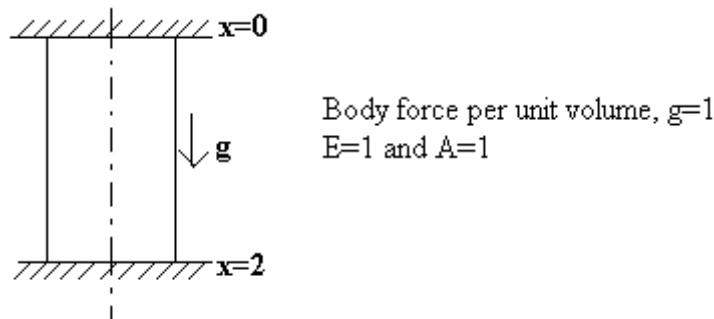 x=0
Body force per unit volume, g=1
g
E=1 and A=1
x=2